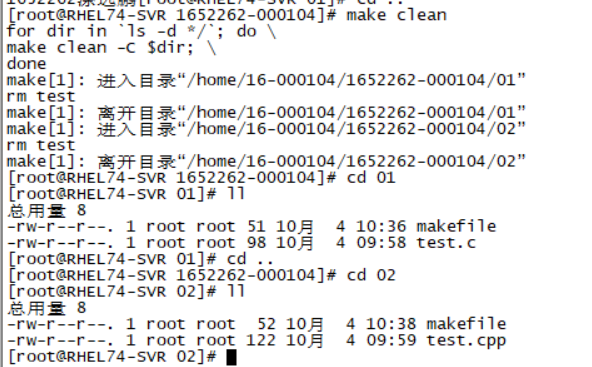 [root@RHEL74-SVR 1652262-000104]# make clean
for dir in `ls -d */`; do \
make clean -C $dir; \
done
make[1]: 进入目录“/home/16-000104/1652262-000104/01”
rm test
make[1]: 离开目录“/home/16-000104/1652262-000104/01”
make[1]: 进入目录“/home/16-000104/1652262-000104/02”
rm test
make[1]: 离开目录“/home/16-000104/1652262-000104/02”
[root@RHEL74-SVR 1652262-000104]# cd 01
[root@RHEL74-SVR 01]# ll
总用量 8
-rw-r--r--. 1 root root 51 10月  4 10:36 makefile
-rw-r--r--. 1 root root 98 10月  4 09:58 test.c
[root@RHEL74-SVR 01]# cd ..
[root@RHEL74-SVR 1652262-000104]# cd 02
[root@RHEL74-SVR 02]# ll
总用量 8
-rw-r--r--. 1 root root  52 10月  4 10:38 makefile
-rw-r--r--. 1 root root 122 10月  4 09:59 test.cpp
[root@RHEL74-SVR 02]#